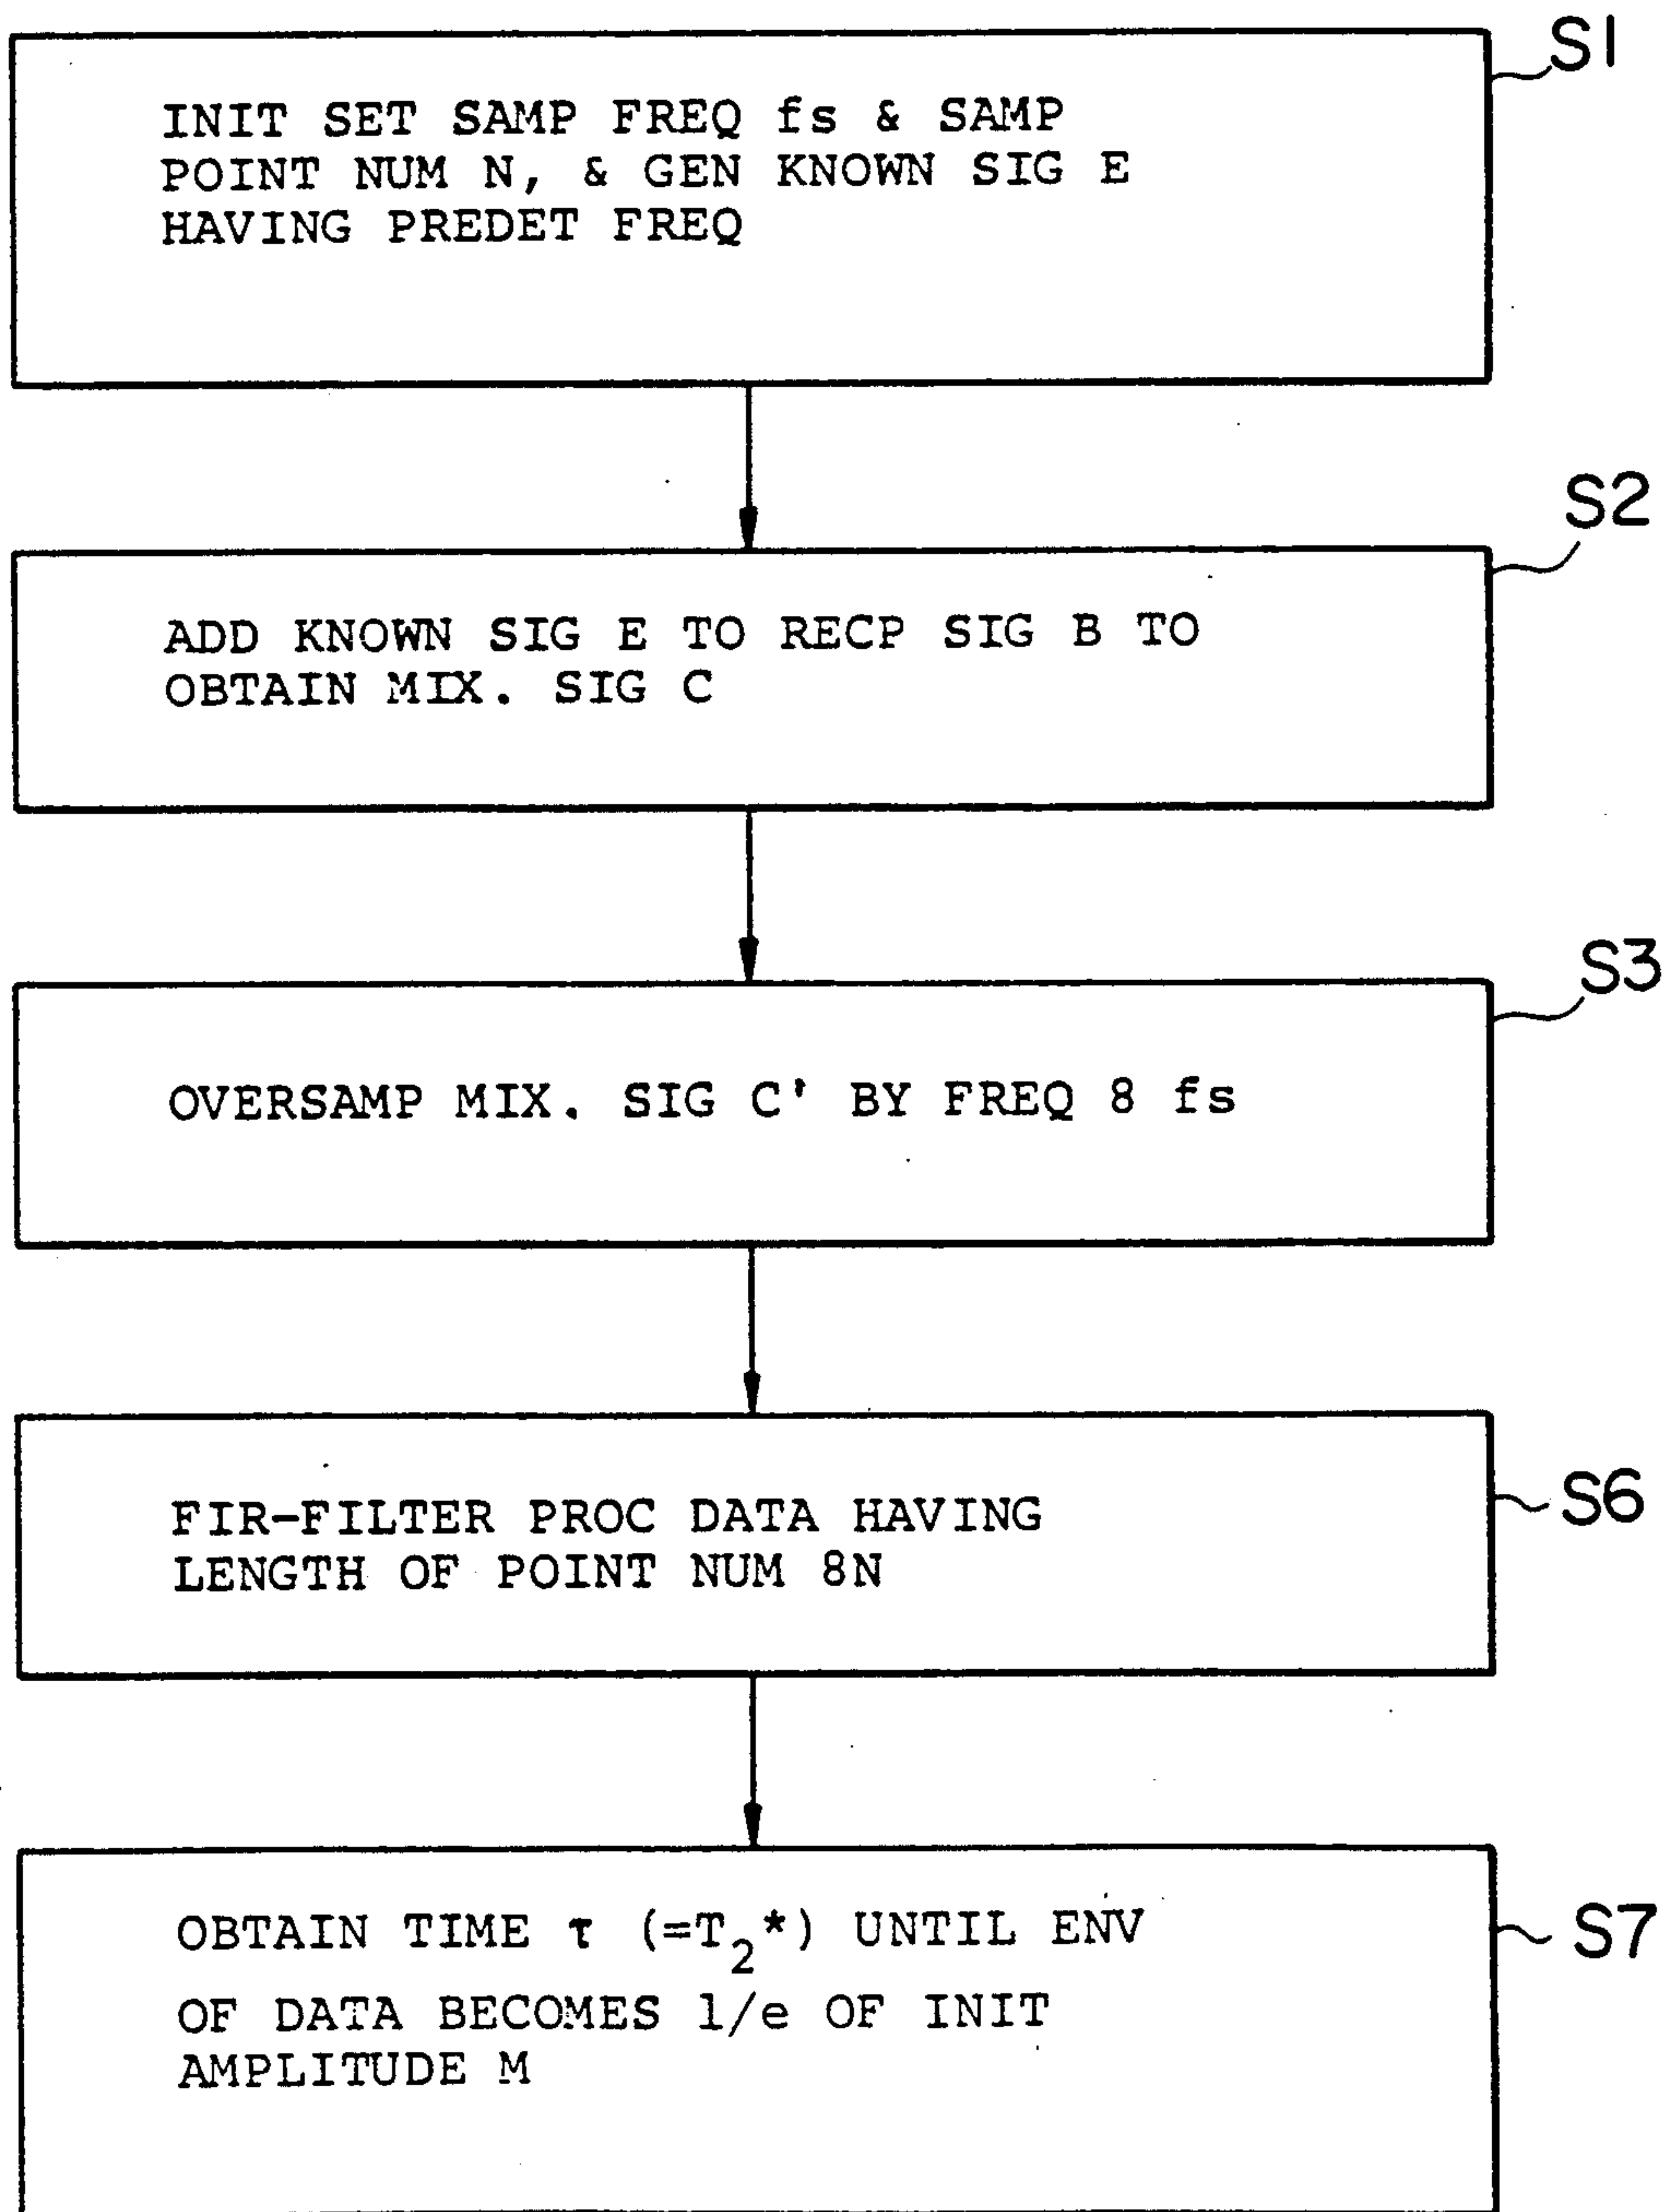 S1
INIT SET SAMP FREQ fs & SAMP
POINT NUM N, & GEN KNOWN SIG E
HAVING PREDET FREQ
S2
ADD KNOWN SIG E TO RECP SIG B TO
OBTAIN MIX. SIG C
S3
OVERSAMP MIX. SIG C' BY FREQ 8 fs
S6
FIR-FILTER PROC DATA HAVING
LENGTH OF POINT NUM 8N
S7
OBTAIN TIME τ (=T₂*) UNTIL ENV
OF DATA BECOMES 1/e OF INIT
AMPLITUDE M